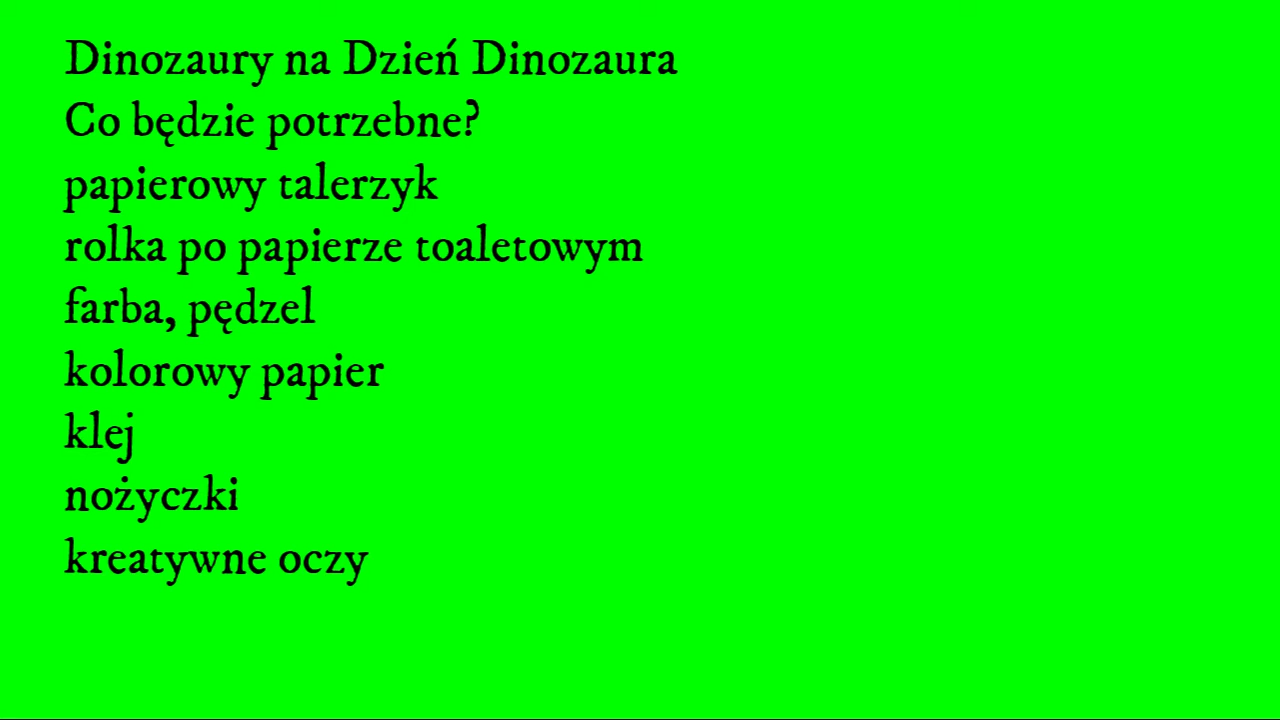 Dinozaury na Dzień Dinozaura
Co będzie potrzebne?
papierowy talerzyk
rolka po papierze toaletowym
farba, pędzel
kolorowy papier
klej
nożyczki
kreatywne oczy